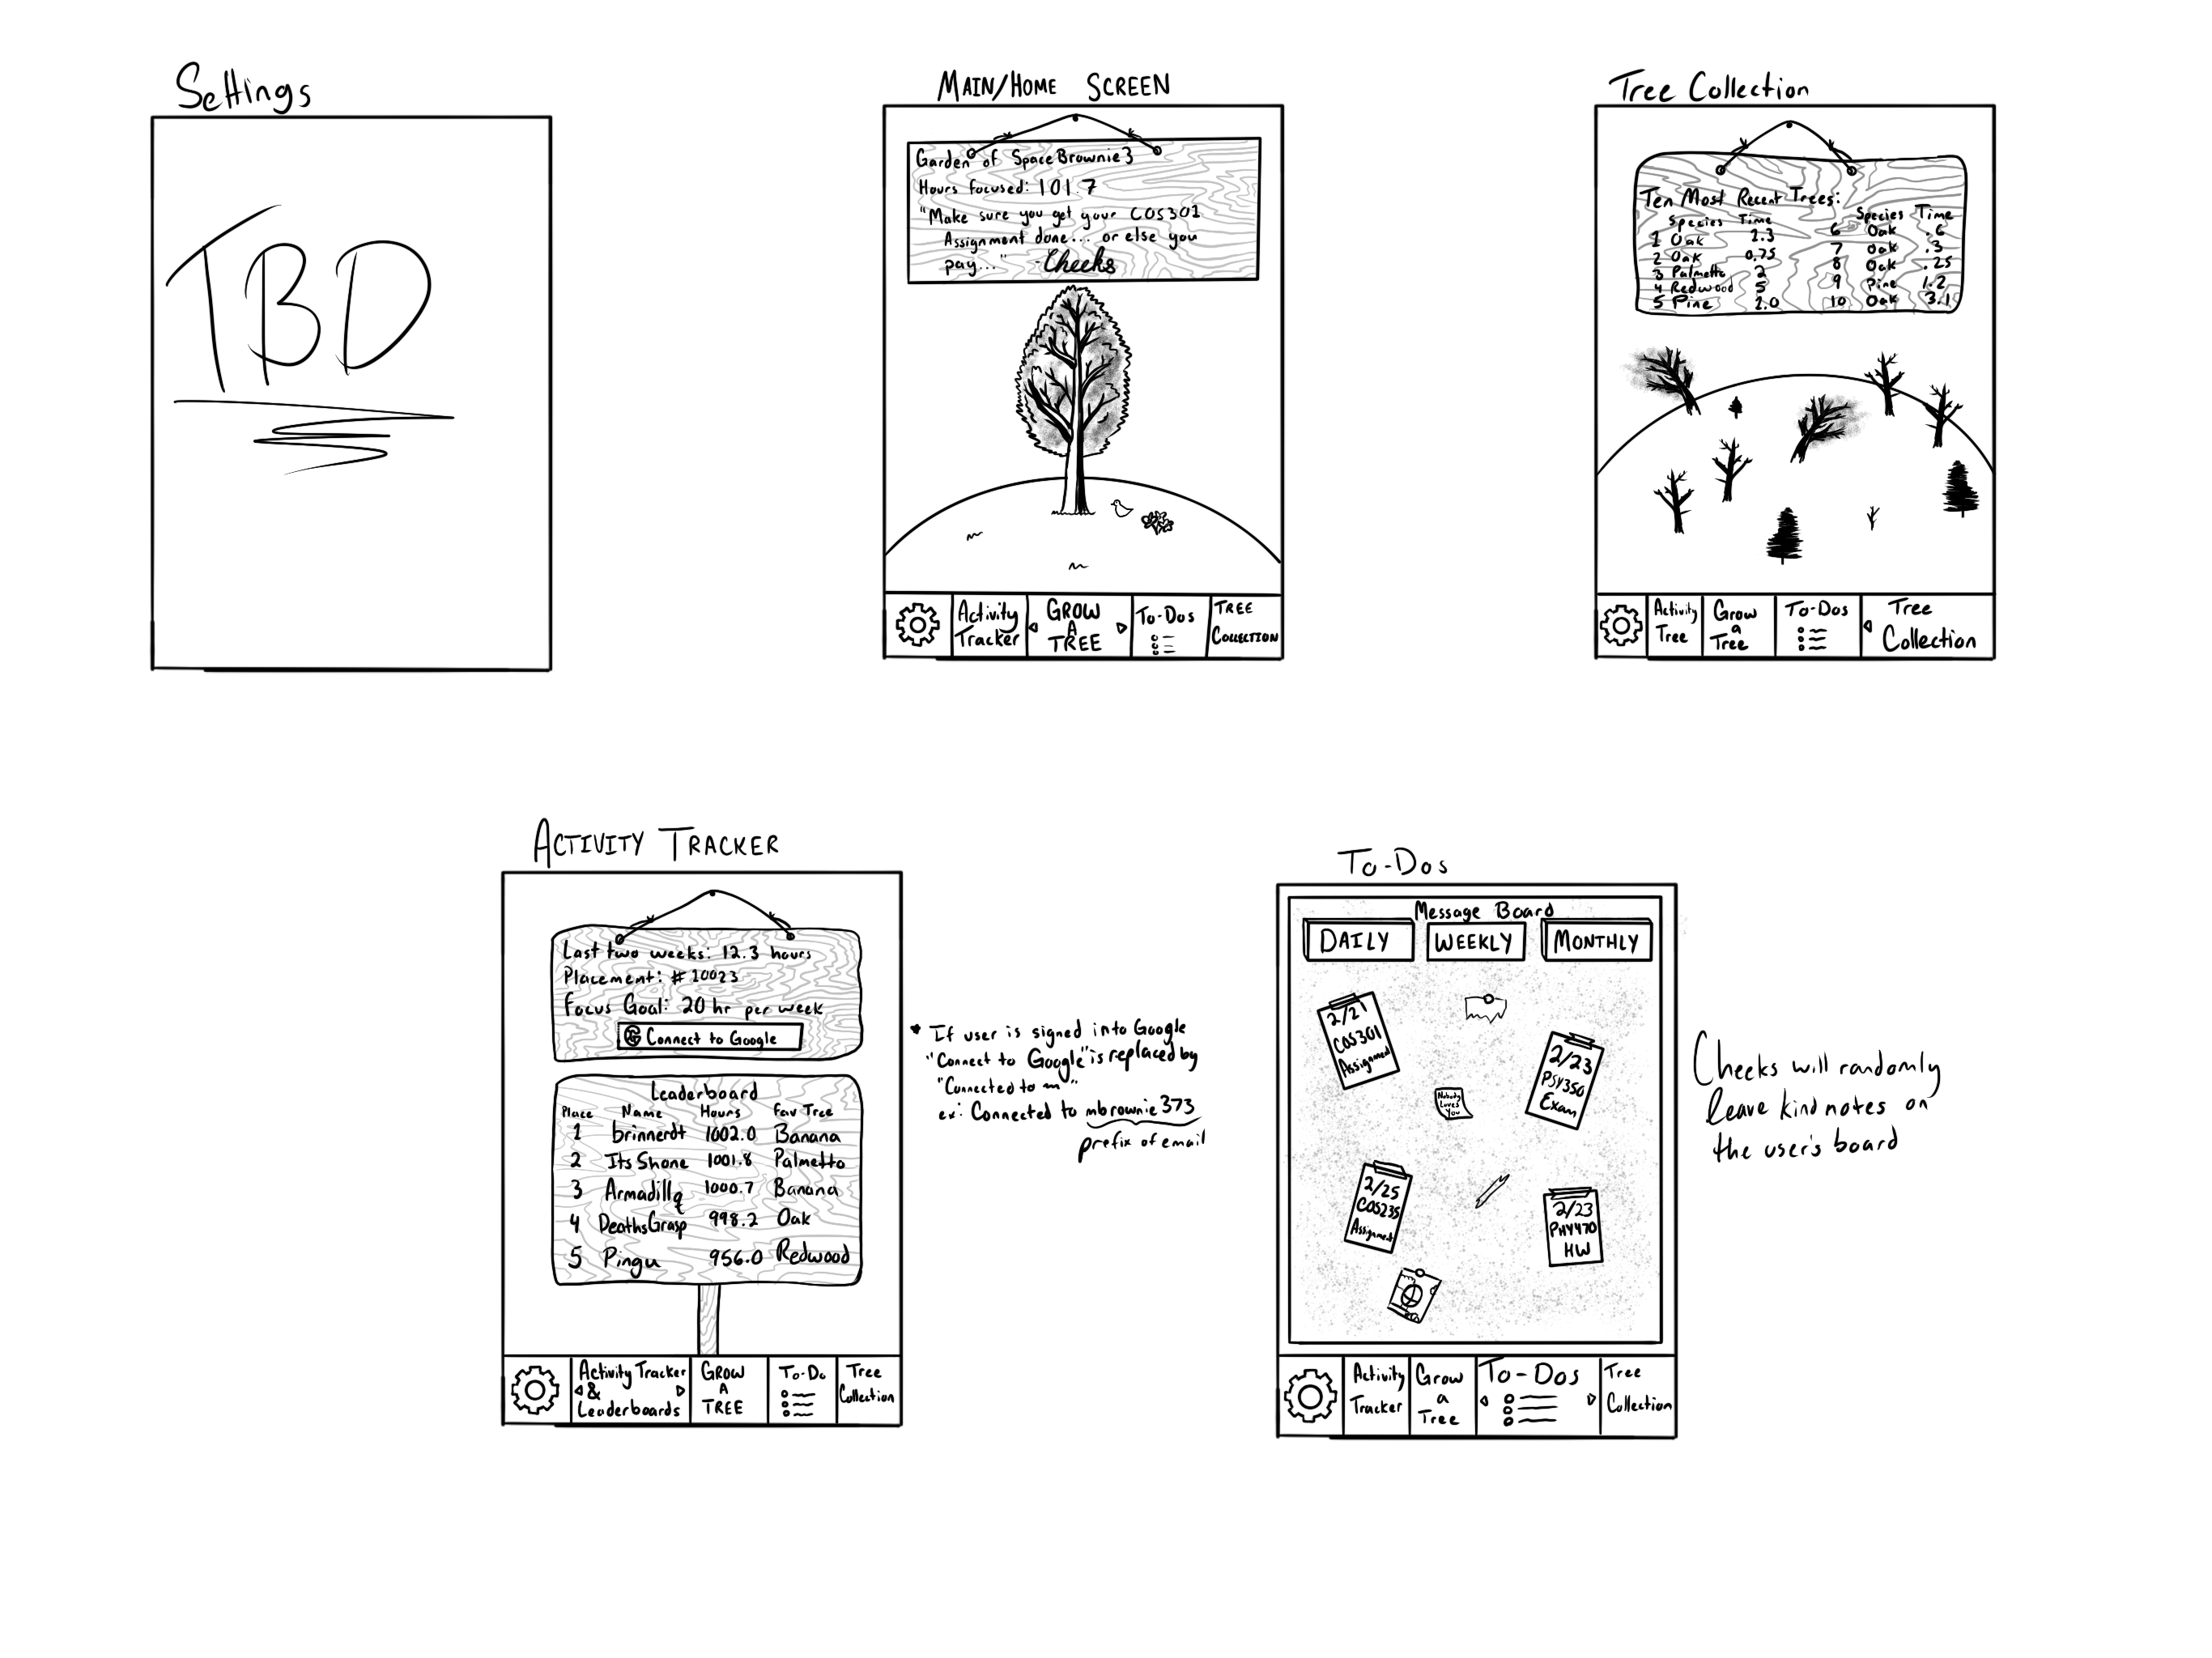 Settings
TBD
MAIN/HOME SCREEN
Garden of SpaceBrownie3
Hours focused: 101.7
"Make sure you get your COS301
Assignment done... or else you
pay..." -Cheeks
Activity
Tracker
GROW
A
TREE
To-Dos
TREE
COLLECTION
Tree Collection
Ten Most Recent Trees:
Species Time
1 Oak 2.3
2 Oak 0.75
3 Palmetto 2
4 Redwood 5
5 Pine 2.0
Species Time
6 Oak .6
7 Oak .3
8 Oak .25
9 Pine 1.2
10 Oak 3.1
Activity
Tree
Grow
a
Tree
To-Dos
Tree
Collection
ACTIVITY TRACKER
Last two weeks: 12.3 hours
Placement: #10023
Focus Goal: 20 hr per week
G Connect to Google
Leaderboard
Place Name Hours Fav Tree
1 brinnerdt 1002.0 Banana
2 ItsShane 1001.8 Palmetto
3 Armadillq 1000.7 Banana
4 DeathsGrasp 998.2 Oak
5 Pingu 956.0 Redwood
Activity Tracker
&
Leaderboards
GROW
A
TREE
To-Do
Tree
Collection
* If user is signed into Google
"Connect to Google" is replaced by
"Connected to ~"
ex: Connected to mbrownie373
prefix of email
To-Dos
Message Board
DAILY
WEEKLY
MONTHLY
2/21
COS301
Assignment
2/23
PSY350
Exam
Nobody
Loves
You
2/25
COS235
Assignment
2/23
PHY470
HW
Activity
Tracker
Grow
a
Tree
To-Dos
Tree
Collection
Cheeks will randomly
leave kind notes on
the user's board